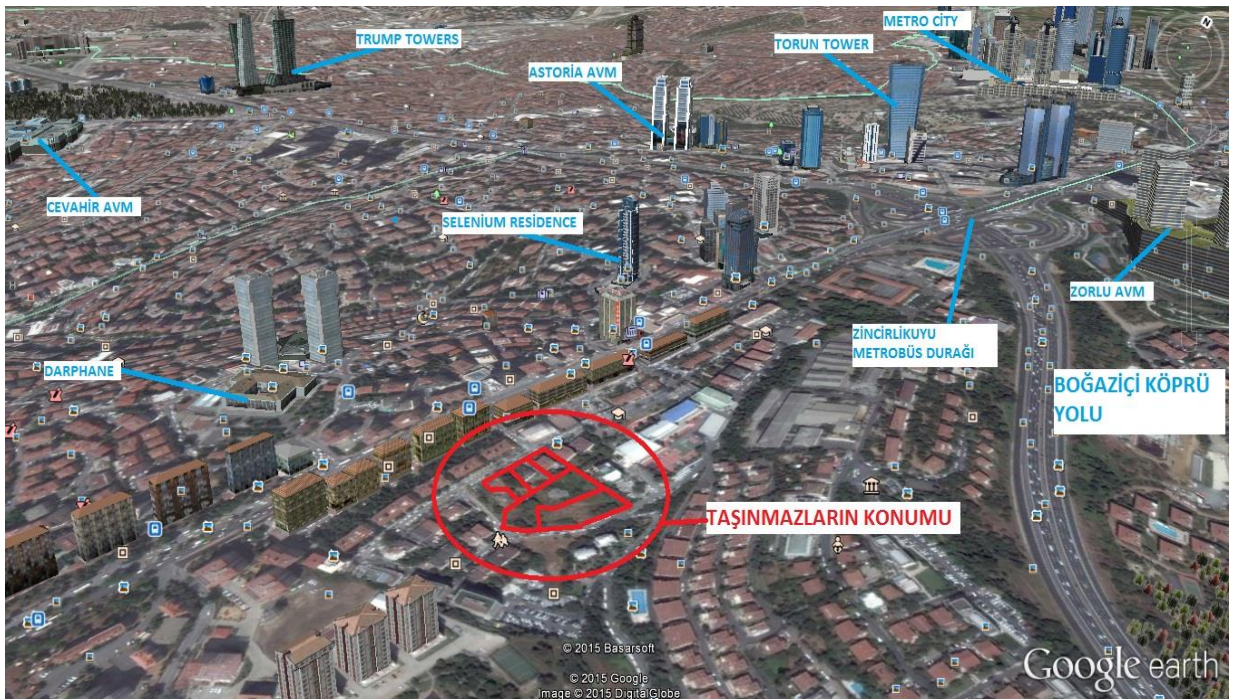 METRO CİTY
TRUMP TOWERS
TORUN TOWER
ASTORİA AVM
CEVAHİR AVM
SELENİUM RESİDENCE
ZORLU AVM
ZİNCİRLİKUYU
METROBÜS DURAĞI
DARPHANE
BOĞAZİÇİ KÖPRÜ
YOLU
TAŞINMAZLARIN KONUMU
N
© 2015 Basarsoft
© 2015 Google
Image © 2015 DigitalGlobe
Google earth